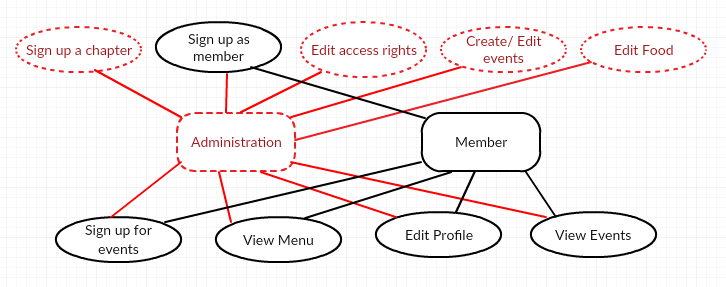 Sign up a chapter
Sign up as
member
Edit access rights
Create/ Edit
events
Edit Food
Administration
Member
Sign up for
events
View Menu
Edit Profile
View Events